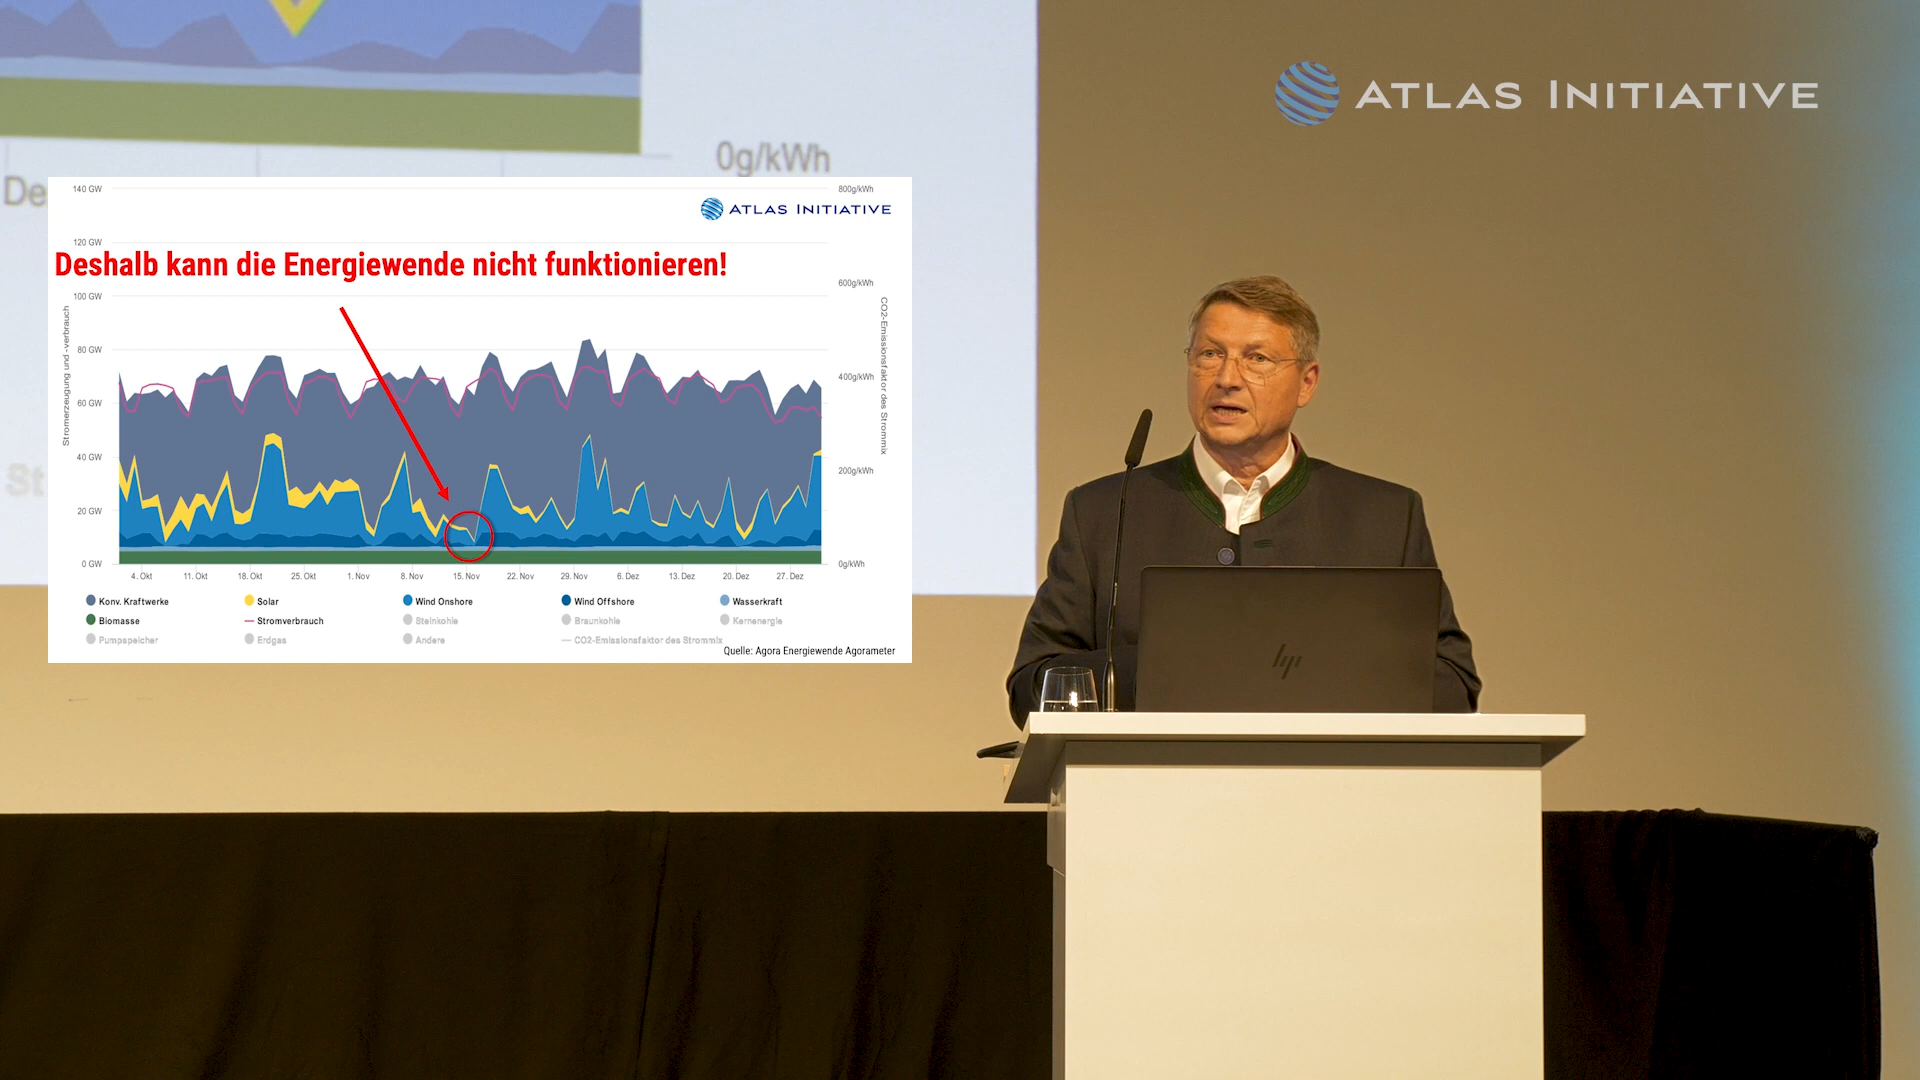 ATLAS INITIATIVE
0g/kWh
De
St
140 GW
800g/kWh
ATLAS INITIATIVE
120 GW
Deshalb kann die Energiewende nicht funktionieren!
600g/kWh
100 GW
Stromerzeugung und -verbrauch
CO2-Emissionsfaktor des Strommix
80 GW
400g/kWh
60 GW
40 GW
200g/kWh
20 GW
0 GW
0g/kWh
4. Okt 11. Okt 18. Okt 25. Okt 1. Nov 8. Nov 15. Nov 22. Nov 29. Nov 6. Dez 13. Dez 20. Dez 27. Dez
Konv. Kraftwerke Solar Wind Onshore Wind Offshore Wasserkraft
Biomasse Stromverbrauch Steinkohle Braunkohle Kernenergie
Pumpspeicher Erdgas Andere CO2-Emissionsfaktor des Strommix
Quelle: Agora Energiewende Agorameter
hp